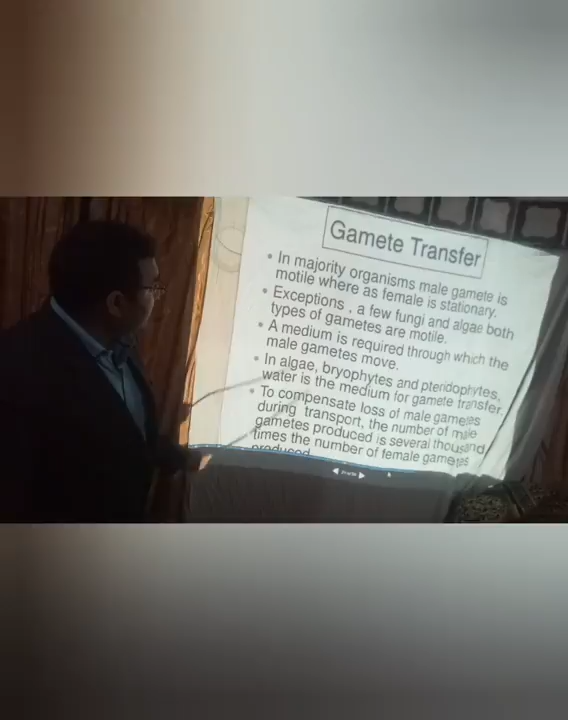 Gamete Transfer
• In majority organisms male gamete is
motile where as female is stationary.
• Exceptions , a few fungi and algae both
types of gametes are motile.
• A medium is required through which the
male gametes move.
• In algae, bryophytes and pteridophytes,
water is the medium for gamete transfer.
• To compensate loss of male gametes
during transport, the number of male
gametes produced is several thousand
times the number of female gametes
produced.